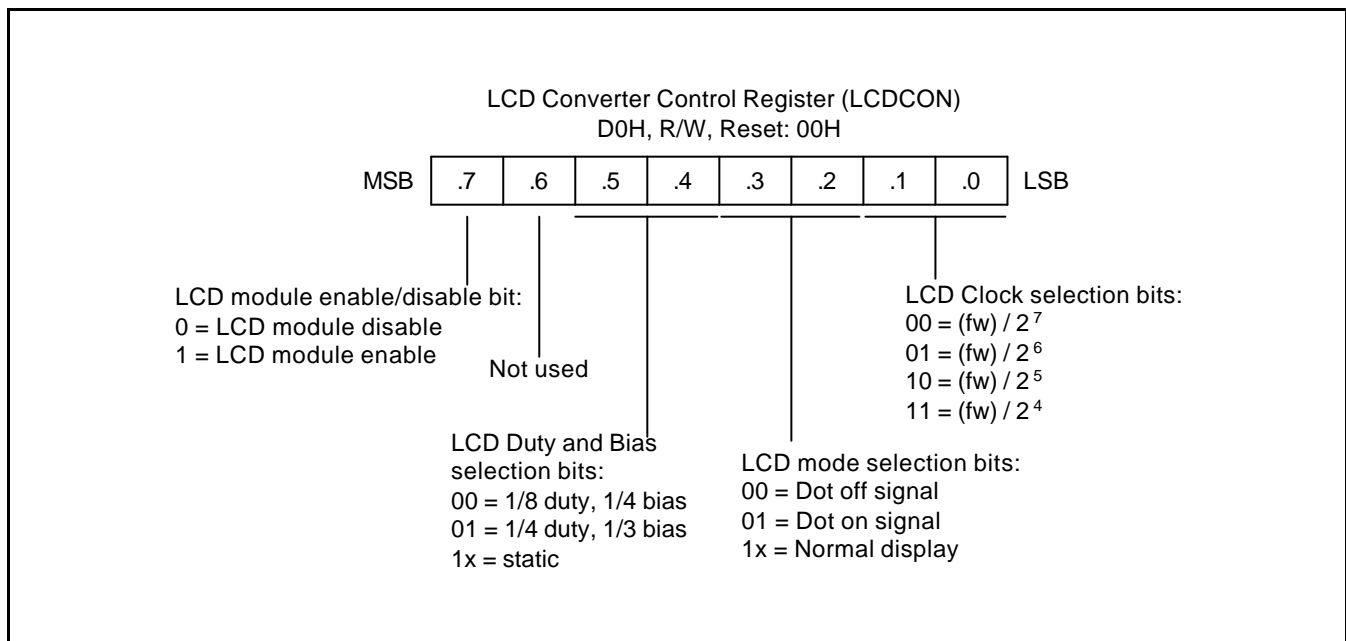 LCD Converter Control Register (LCDCON)
D0H, R/W, Reset: 00H
MSB .7 .6 .5 .4 .3 .2 .1 .0 LSB
LCD module enable/disable bit:
0 = LCD module disable
1 = LCD module enable
Not used
LCD Duty and Bias
selection bits:
00 = 1/8 duty, 1/4 bias
01 = 1/4 duty, 1/3 bias
1x = static
LCD mode selection bits:
00 = Dot off signal
01 = Dot on signal
1x = Normal display
LCD Clock selection bits:
00 = (fw) / 2⁷
01 = (fw) / 2⁶
10 = (fw) / 2⁵
11 = (fw) / 2⁴